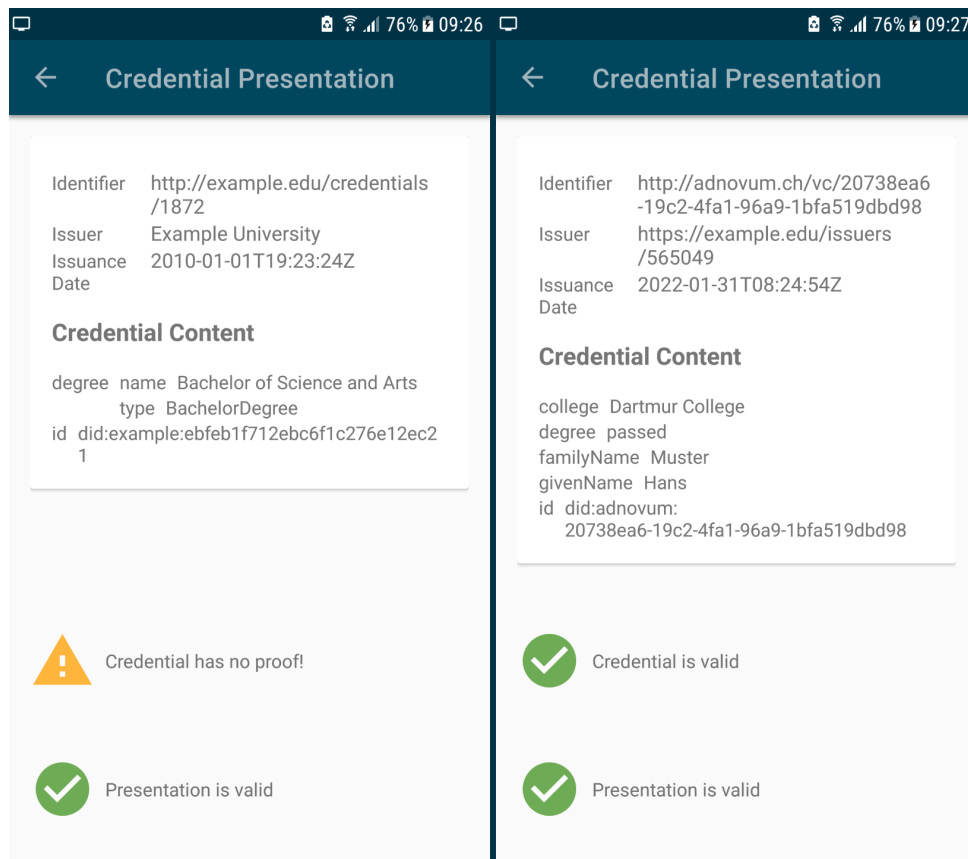 76% 09:26
Credential Presentation
Identifier http://example.edu/credentials
/1872
Issuer Example University
Issuance 2010-01-01T19:23:24Z
Date
Credential Content
degree name Bachelor of Science and Arts
type BachelorDegree
id did:example:ebfeb1f712ebc6f1c276e12ec2
1
Credential has no proof!
Presentation is valid
76% 09:27
Credential Presentation
Identifier http://adnovum.ch/vc/20738ea6
-19c2-4fa1-96a9-1bfa519dbd98
Issuer https://example.edu/issuers
/565049
Issuance 2022-01-31T08:24:54Z
Date
Credential Content
college Dartmur College
degree passed
familyName Muster
givenName Hans
id did:adnovum:
20738ea6-19c2-4fa1-96a9-1bfa519dbd98
Credential is valid
Presentation is valid